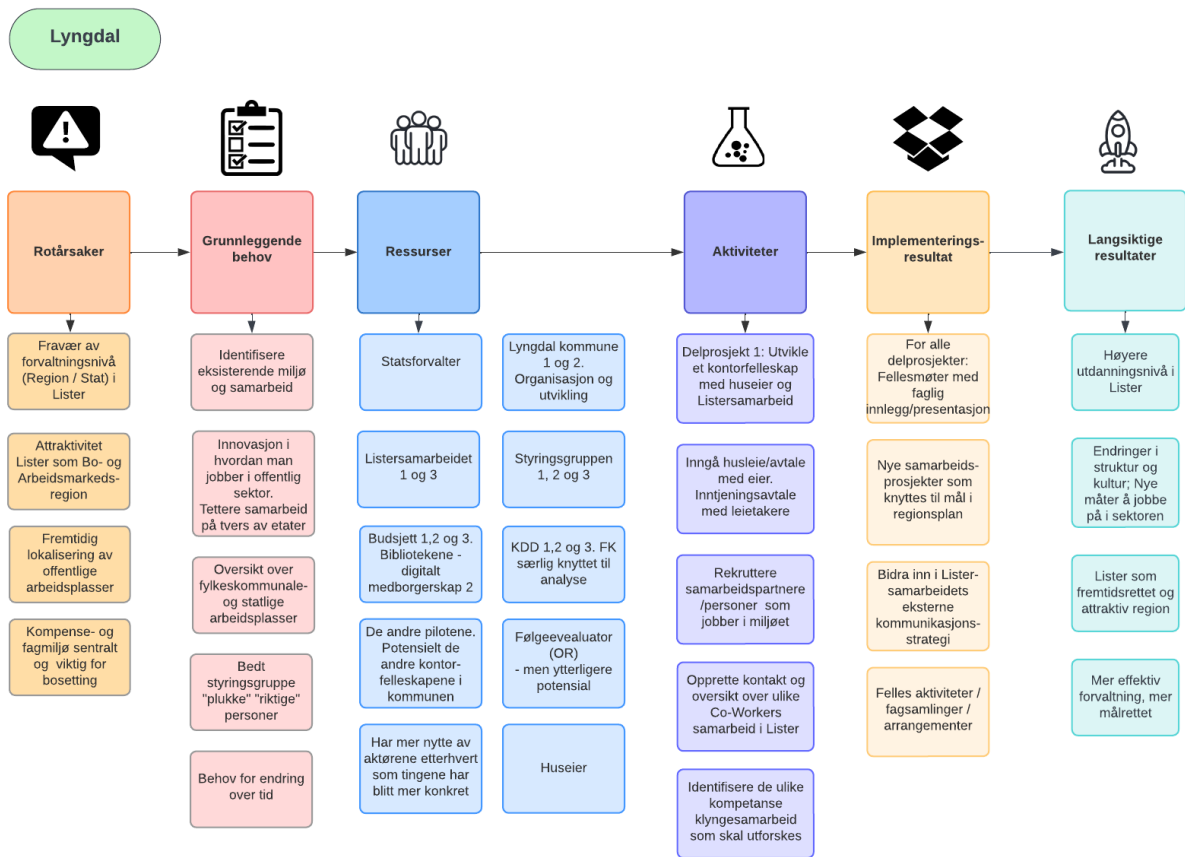 Lyngdal
Rotårsaker
Grunnleggende
behov
Ressurser
Aktiviteter
Implementerings-
resultat
Langsiktige
resultater
Fravær av
forvaltningsnivå
(Region / Stat) i
Lister
Attraktivitet
Lister som Bo- og
Arbeidsmarkeds-
region
Fremtidig
lokalisering av
offentlige
arbeidsplasser
Kompense- og
fagmiljø sentralt
og viktig for
bosetting
Identifisere
eksisterende miljø
og samarbeid
Innovasjon i
hvordan man
jobber i offentlig
sektor.
Tettere samarbeid
på tvers av etater
Oversikt over
fylkeskommunale-
og statlige
arbeidsplasser
Bedt
styringsgruppe
"plukke" "riktige"
personer
Behov for endring
over tid
Statsforvalter
Listersamarbeidet
1 og 3
Budsjett 1,2 og 3.
Bibliotekene -
digitalt
medborgerskap 2
De andre pilotene.
Potensielt de
andre kontor-
felleskapene i
kommunen
Har mer nytte av
aktørene etterhvert
som tingene har
blitt mer konkret
Lyngdal kommune
1 og 2.
Organisasjon og
utvikling
Styringsgruppen
1, 2 og 3
KDD 1,2 og 3. FK
særlig knyttet til
analyse
Følgeevaluator
(OR)
- men ytterligere
potensial
Huseier
Delprosjekt 1: Utvikle
et kontorfelleskap
med huseier og
Listersamarbeid
Inngå husleie/avtale
med eier.
Inntjeningsavtale
med leietakere
Rekruttere
samarbeidspartnere
/personer som
jobber i miljøet
Opprette kontakt og
oversikt over ulike
Co-Workers
samarbeid i Lister
Identifisere de ulike
kompetanse
klyngesamarbeid
som skal utforskes
For alle
delprosjekter:
Fellesmøter med
faglig
innlegg/presentasjon
Nye samarbeids-
prosjekter som
knyttes til mål i
regionsplan
Bidra inn i Lister-
samarbeidets
eksterne
kommunikasjons-
strategi
Felles aktiviteter /
fagsamlinger /
arrangementer
Høyere
utdanningsnivå i
Lister
Endringer i
struktur og
kultur; Nye
måter å jobbe
på i sektoren
Lister som
fremtidsrettet og
attraktiv region
Mer effektiv
forvaltning, mer
målrettet